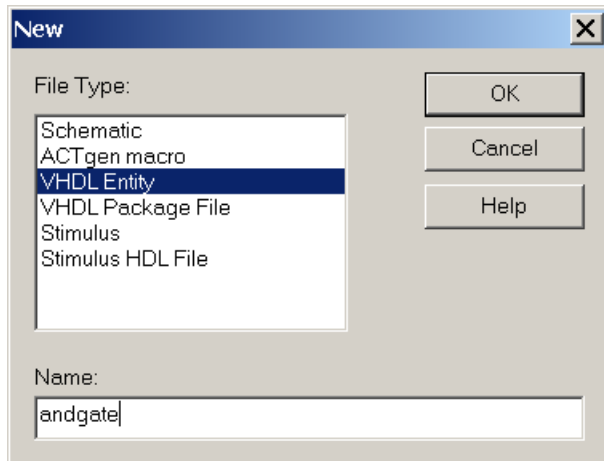 New
File Type:
Schematic
ACTgen macro
VHDL Entity
VHDL Package File
Stimulus
Stimulus HDL File
OK
Cancel
Help
Name:
andgate